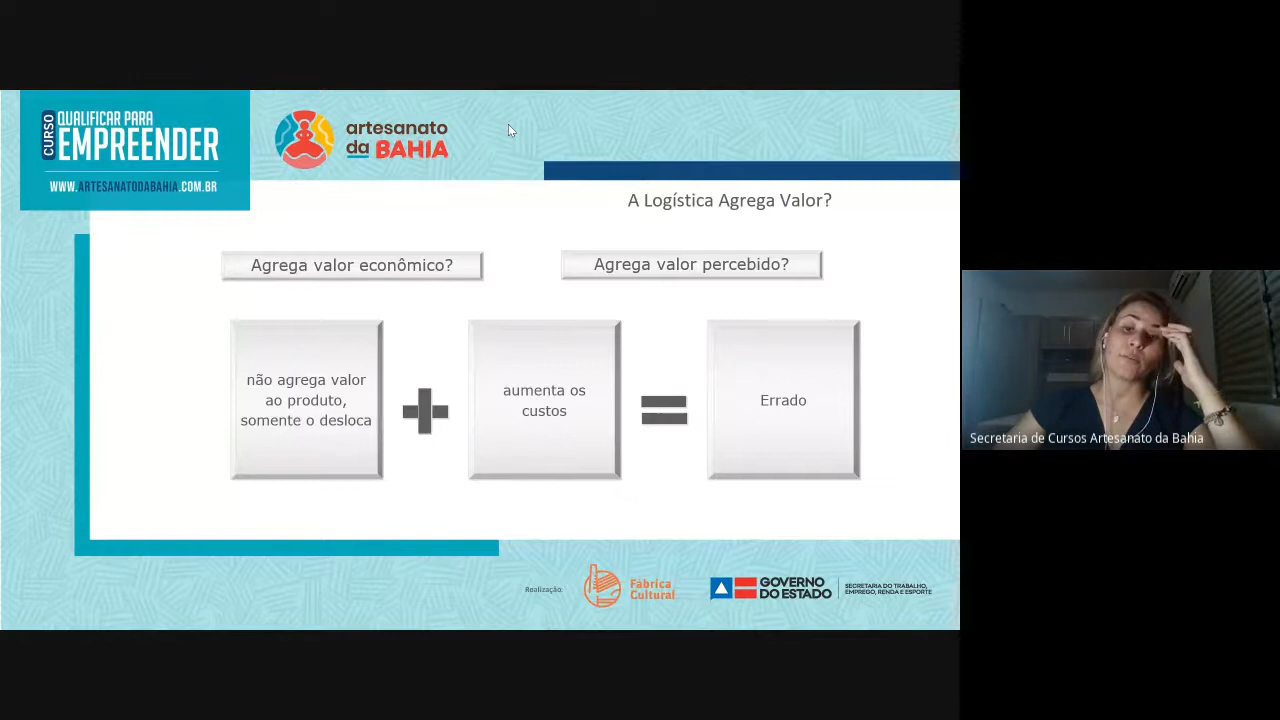 CURSO
QUALIFICAR PARA
EMPREENDER
WWW.ARTESANATODABAHIA.COM.BR
artesanato
da BAHIA
A Logística Agrega Valor?
Agrega valor econômico?
Agrega valor percebido?
não agrega valor
ao produto,
somente o desloca
aumenta os
custos
Errado
Secretaria de Cursos Artesanato da Bahia
Realização:
Fábrica
Cultural
GOVERNO
DO ESTADO
SECRETARIA DO TRABALHO,
EMPREGO, RENDA E ESPORTE